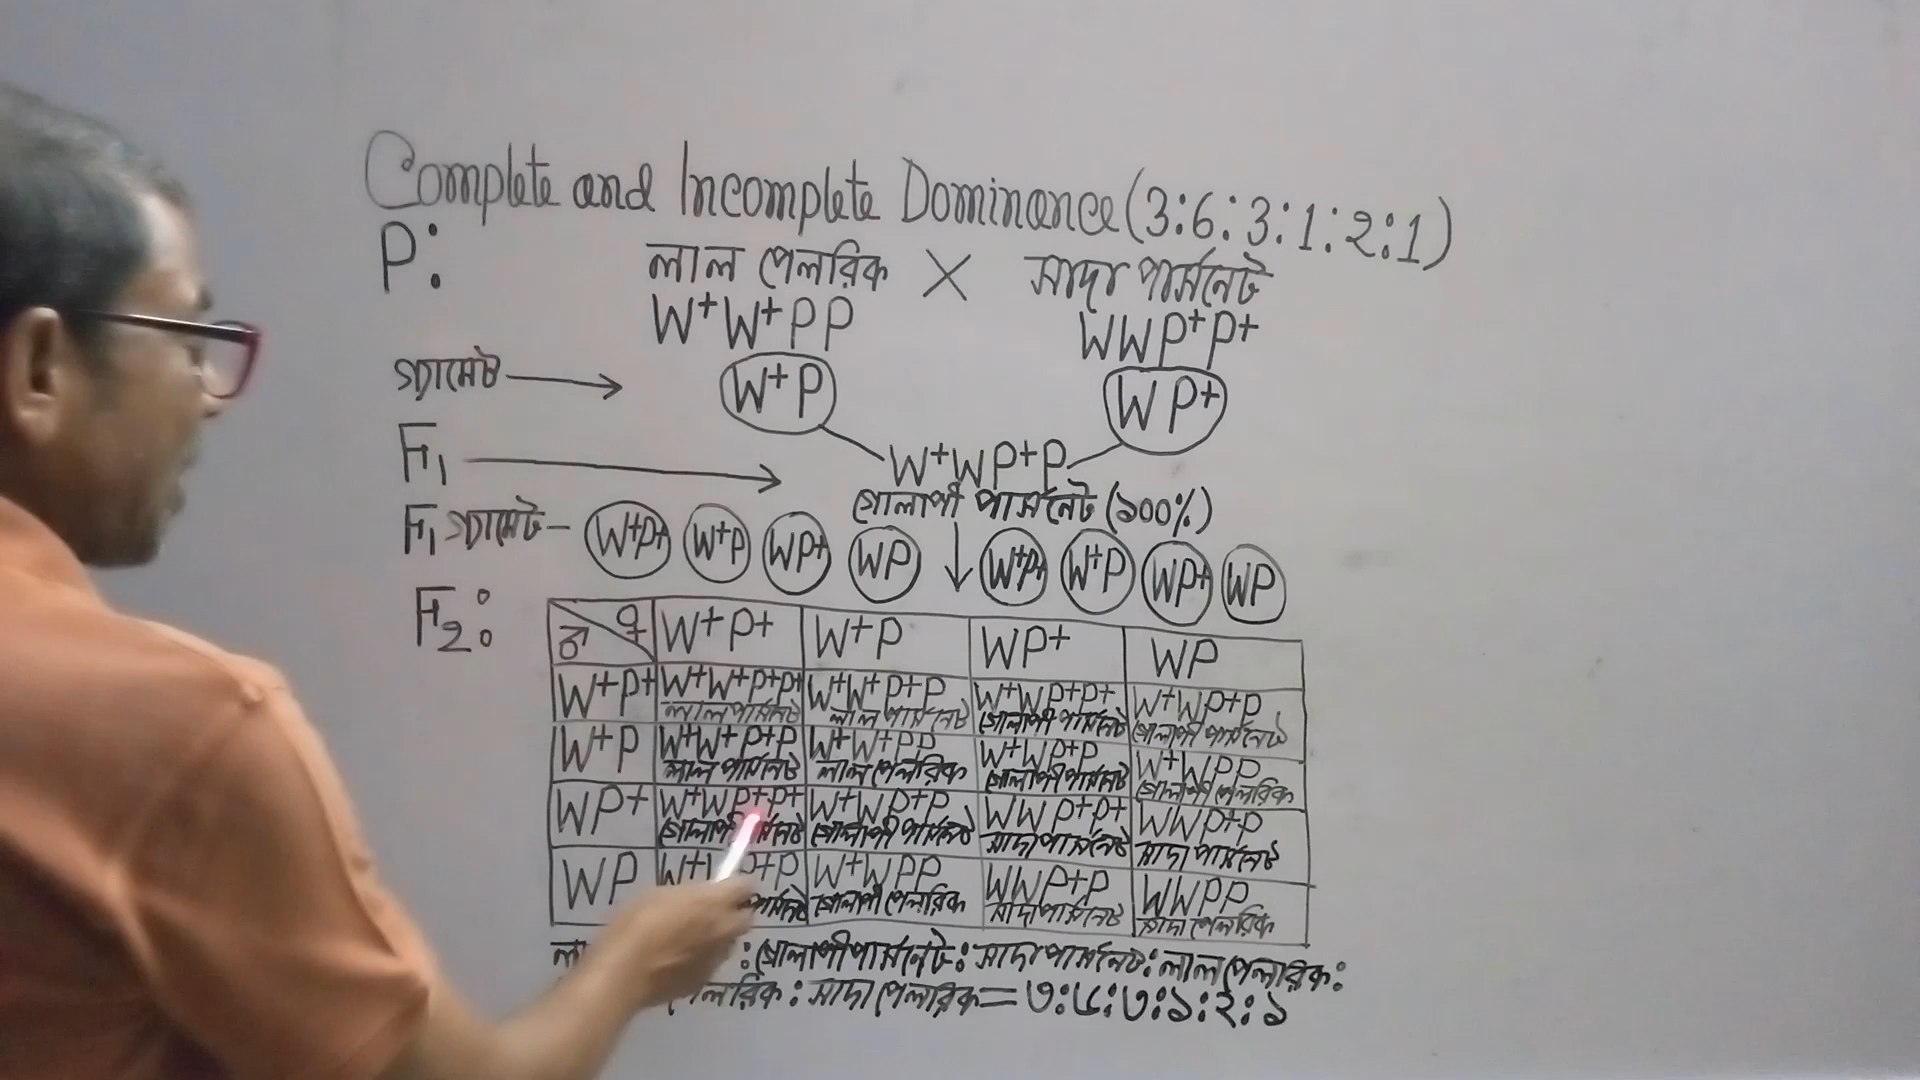 Complete and Incomplete Dominance (3:6:3:1:2:1)
P: লাল পেলরিক X সাদা পার্সনেট
W+W+PP WWP+P+
গ্যামেট → W+P WP+
F1 → W+WP+P
গোলাপী পার্সনেট (১০০%)
F1 গ্যামেট- W+P+ W+P WP+ WP ↓ W+P+ W+P WP+ WP
F2:
♂ ♀ W+P+ W+P WP+ WP
W+P+ W+W+P+P+ W+W+P+P W+WP+P+ W+WP+P
লাল পার্সনেট লাল পার্সনেট গোলাপী পার্সনেট গোলাপী পার্সনেট
W+P W+W+P+P W+W+PP W+WP+P W+WPP
লাল পার্সনেট লাল পেলরিক গোলাপী পার্সনেট গোলাপী পেলরিক
WP+ W+WP+P+ W+WP+P WWP+P+ WWP+P
গোলাপী পার্সনেট গোলাপী পার্সনেট সাদা পার্সনেট সাদা পার্সনেট
WP W+WPP WWP+P WWPP
পার্সনেট গোলাপী পেলরিক সাদা পার্সনেট সাদা পেলরিক
: গোলাপী পার্সনেট : সাদা পার্সনেট : লাল পেলরিক :
: সাদা পেলরিক = ৩:৬:৩:১:২:১